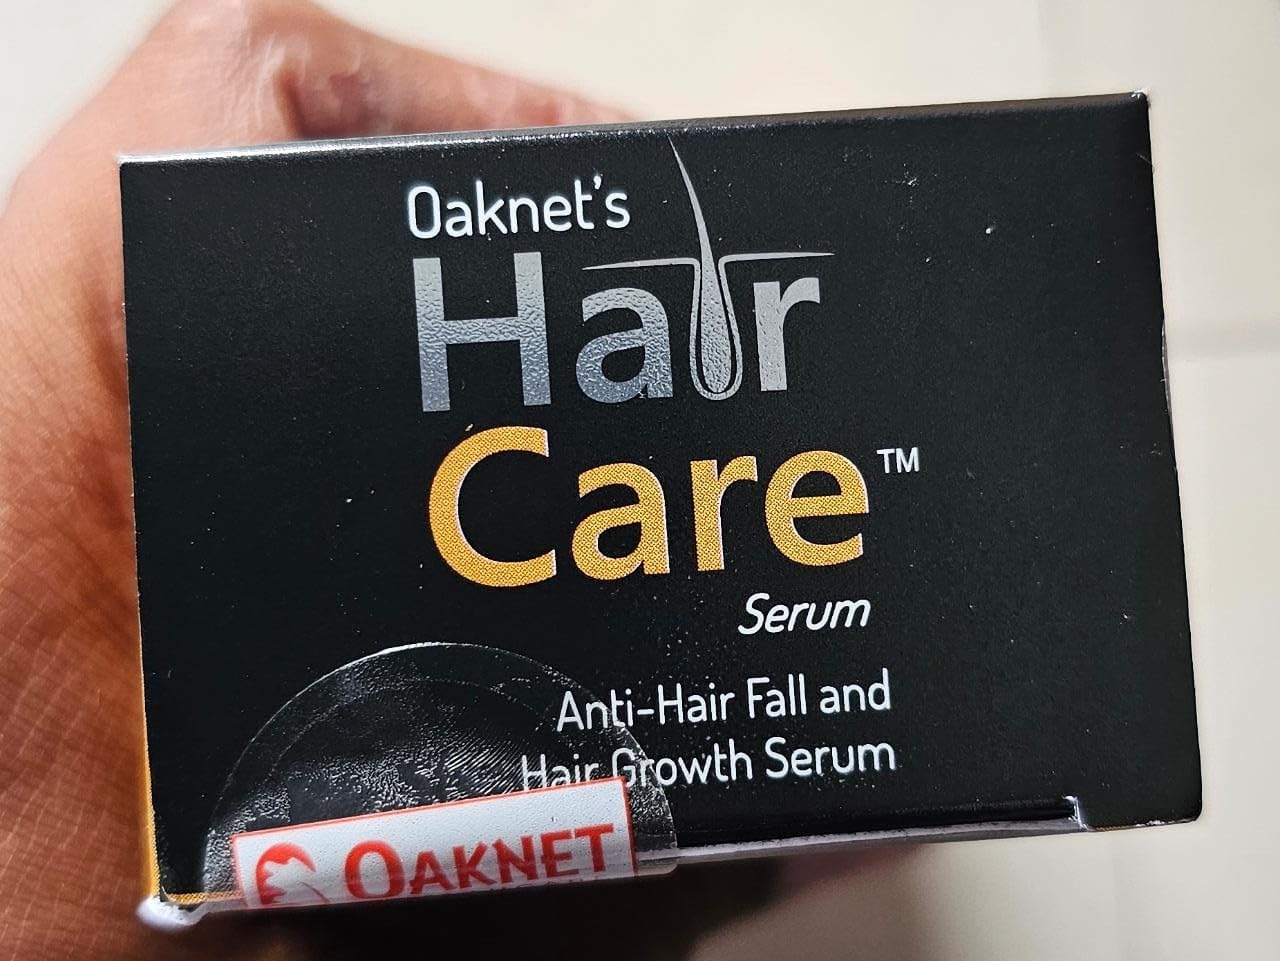 Oaknet's
Hair
Care™
Serum
Anti-Hair Fall and
Hair Growth Serum
OAKNET